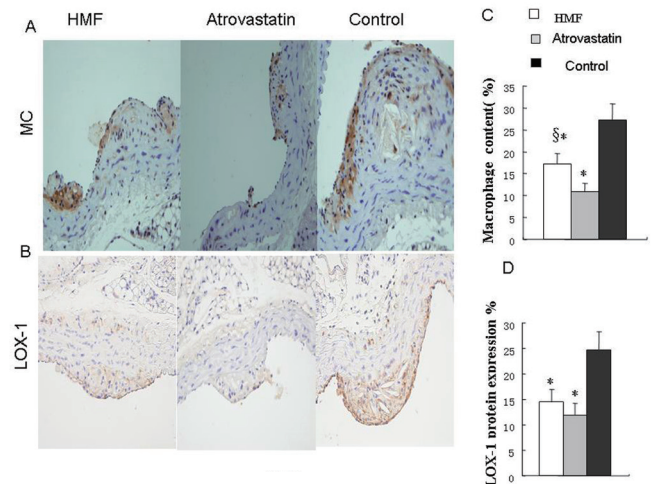 A
HMF
Atrovastatin
Control
MC
B
LOX-1
C
HMF
Atrovastatin
Control
Macrophage content( %)
35
30
25
20
15
10
5
0
§*
*
D
LOX-1 protein expression %
30
25
20
15
10
5
0
*
*